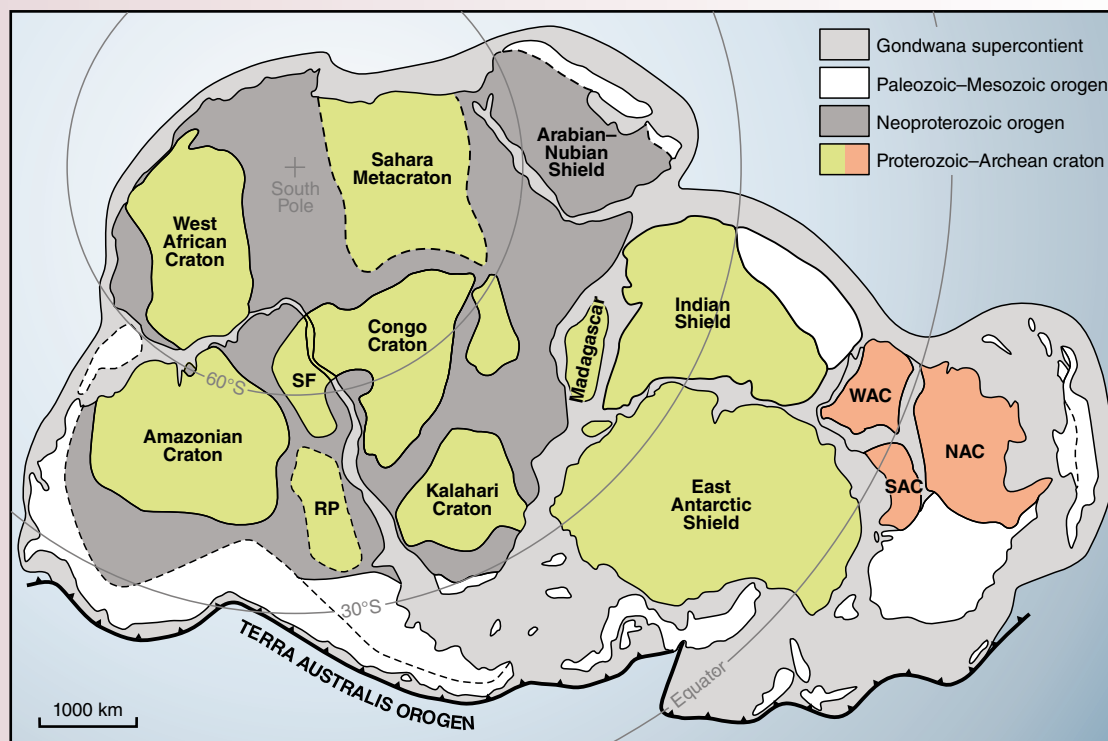 Gondwana supercontient
Paleozoic–Mesozoic orogen
Neoproterozoic orogen
Proterozoic–Archean craton
Arabian–
Nubian
Shield
Sahara
Metacraton
South
Pole
West
African
Craton
Indian
Shield
Madagascar
Congo
Craton
SF
60°S
WAC
NAC
SAC
Amazonian
Craton
RP
Kalahari
Craton
East
Antarctic
Shield
30°S
Equator
TERRA AUSTRALIS OROGEN
1000 km